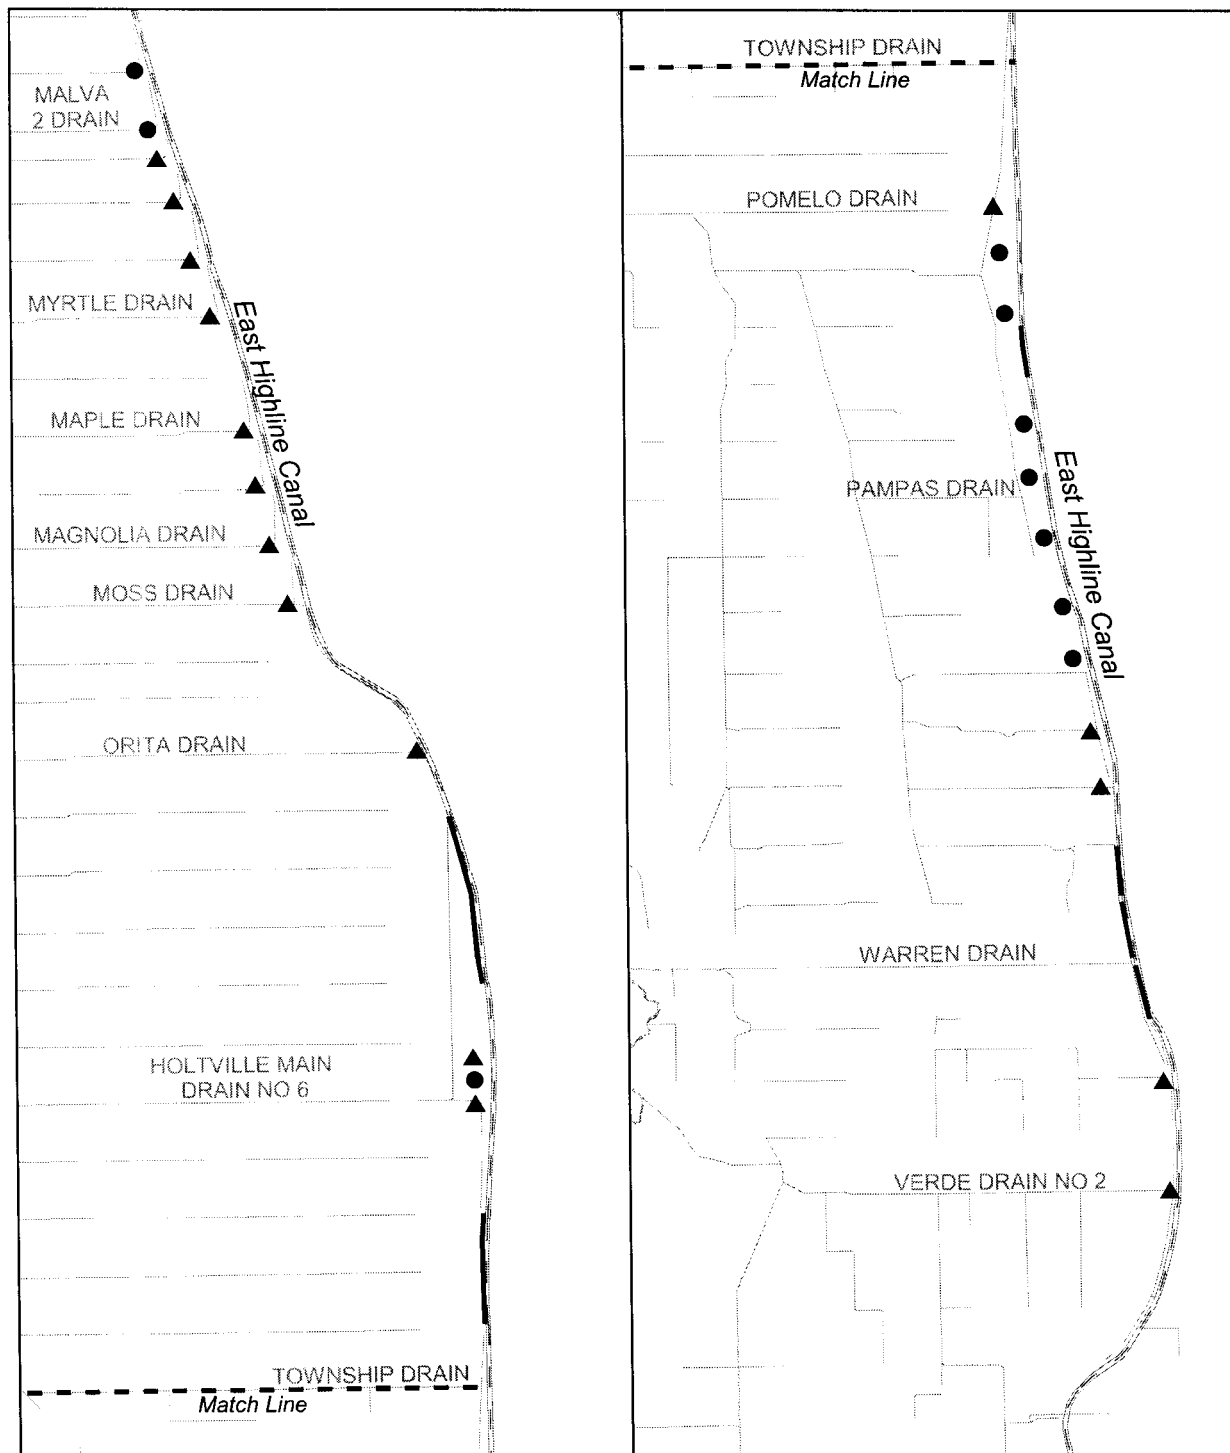 MALVA
2 DRAIN
MYRTLE DRAIN
East Highline Canal
MAPLE DRAIN
MAGNOLIA DRAIN
MOSS DRAIN
ORITA DRAIN
HOLTVILLE MAIN
DRAIN NO 6
TOWNSHIP DRAIN
Match Line
TOWNSHIP DRAIN
Match Line
POMELO DRAIN
East Highline Canal
PAMPAS DRAIN
WARREN DRAIN
VERDE DRAIN NO 2